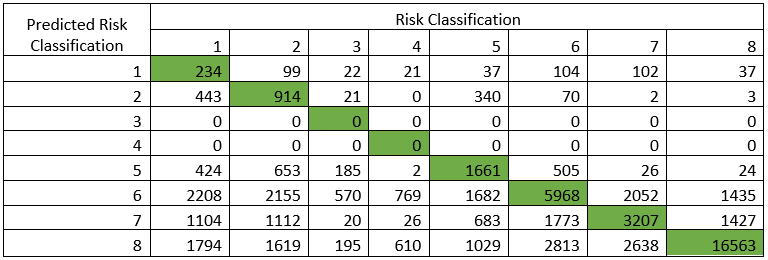 Predicted Risk Classification Risk Classification
1 2 3 4 5 6 7 8
1 234 99 22 21 37 104 102 37
2 443 914 21 0 340 70 2 3
3 0 0 0 0 0 0 0 0
4 0 0 0 0 0 0 0 0
5 424 653 185 2 1661 505 26 24
6 2208 2155 570 769 1682 5968 2052 1435
7 1104 1112 20 26 683 1773 3207 1427
8 1794 1619 195 610 1029 2813 2638 16563